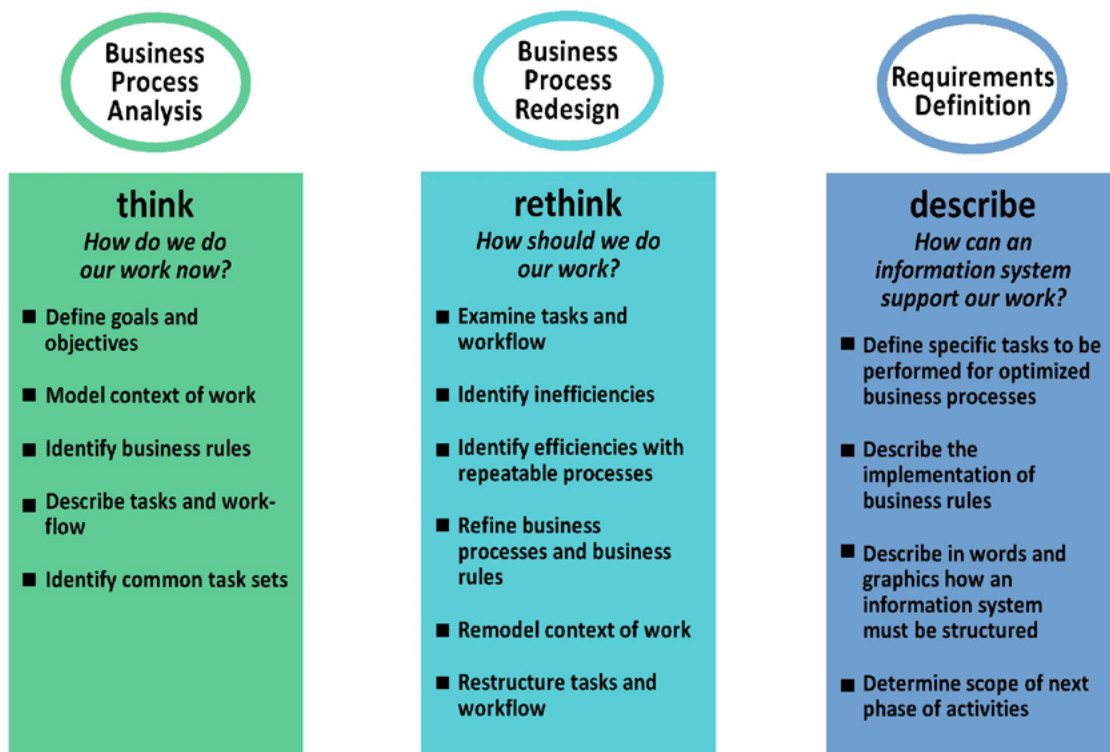 Business
Process
Analysis
think
How do we do
our work now?
■ Define goals and
objectives
■ Model context of work
■ Identify business rules
■ Describe tasks and work-
flow
■ Identify common task sets
Business
Process
Redesign
rethink
How should we do
our work?
■ Examine tasks and
workflow
■ Identify inefficiencies
■ Identify efficiencies with
repeatable processes
■ Refine business
processes and business
rules
■ Remodel context of work
■ Restructure tasks and
workflow
Requirements
Definition
describe
How can an
information system
support our work?
■ Define specific tasks to be
performed for optimized
business processes
■ Describe the
implementation of
business rules
■ Describe in words and
graphics how an
information system
must be structured
■ Determine scope of next
phase of activities